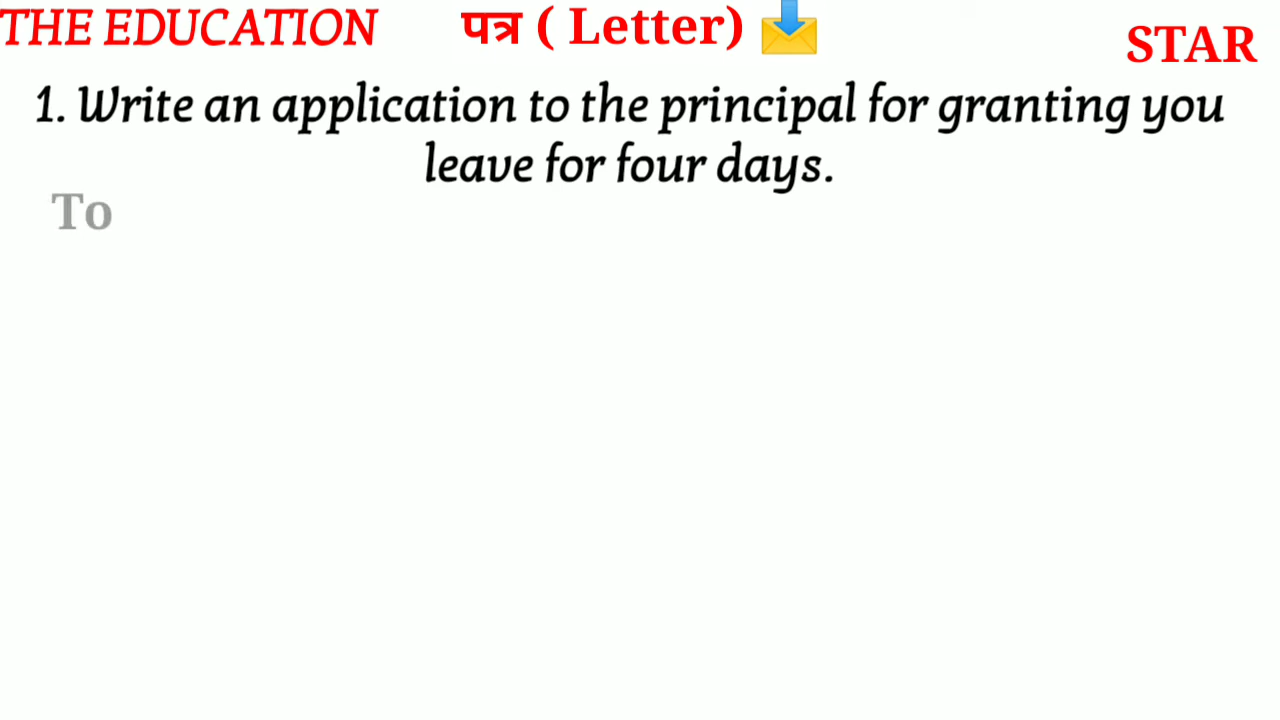 THE EDUCATION पत्र ( Letter) STAR
1. Write an application to the principal for granting you
leave for four days.
To